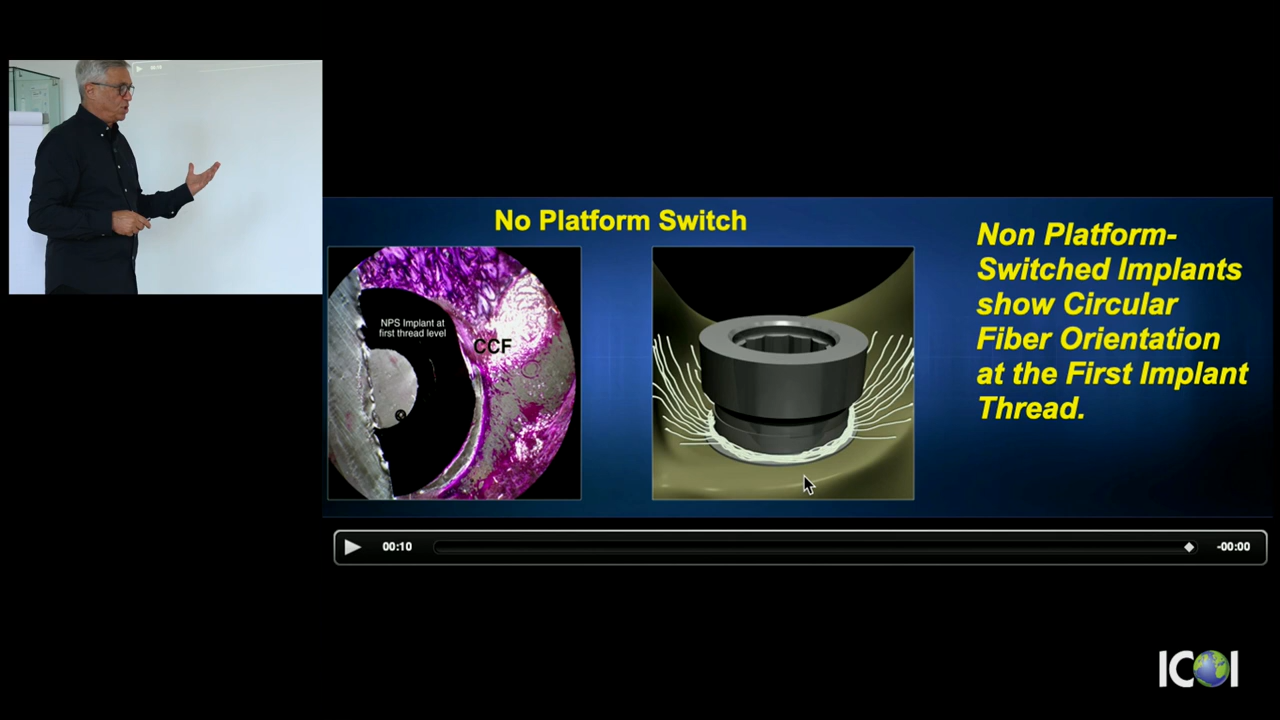 No Platform Switch
NPS Implant at
first thread level
CCF
Non Platform-
Switched Implants
show Circular
Fiber Orientation
at the First Implant
Thread.
00:10
-00:00
ICOI